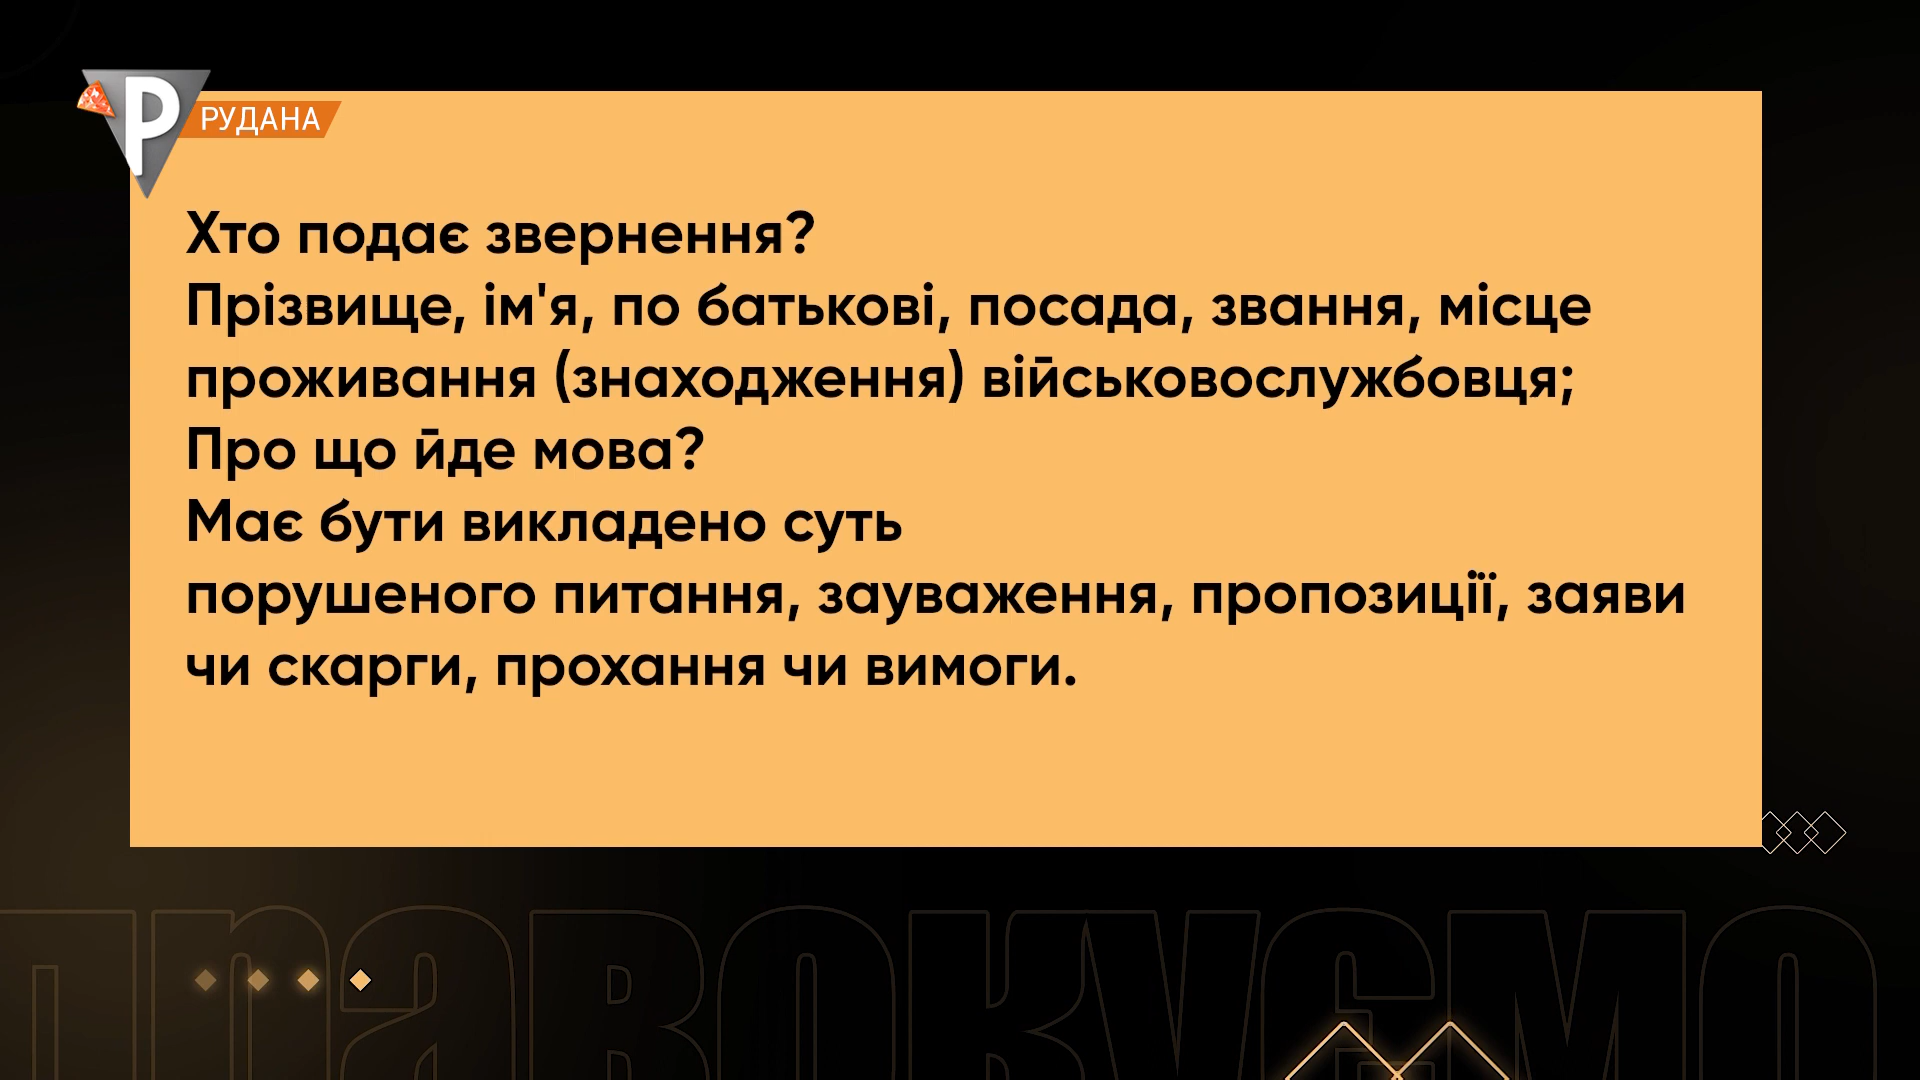 Р РУДАНА
Хто подає звернення?
Прізвище, ім'я, по батькові, посада, звання, місце
проживання (знаходження) військовослужбовця;
Про що йде мова?
Має бути викладено суть
порушеного питання, зауваження, пропозиції, заяви
чи скарги, прохання чи вимоги.
правокуємо